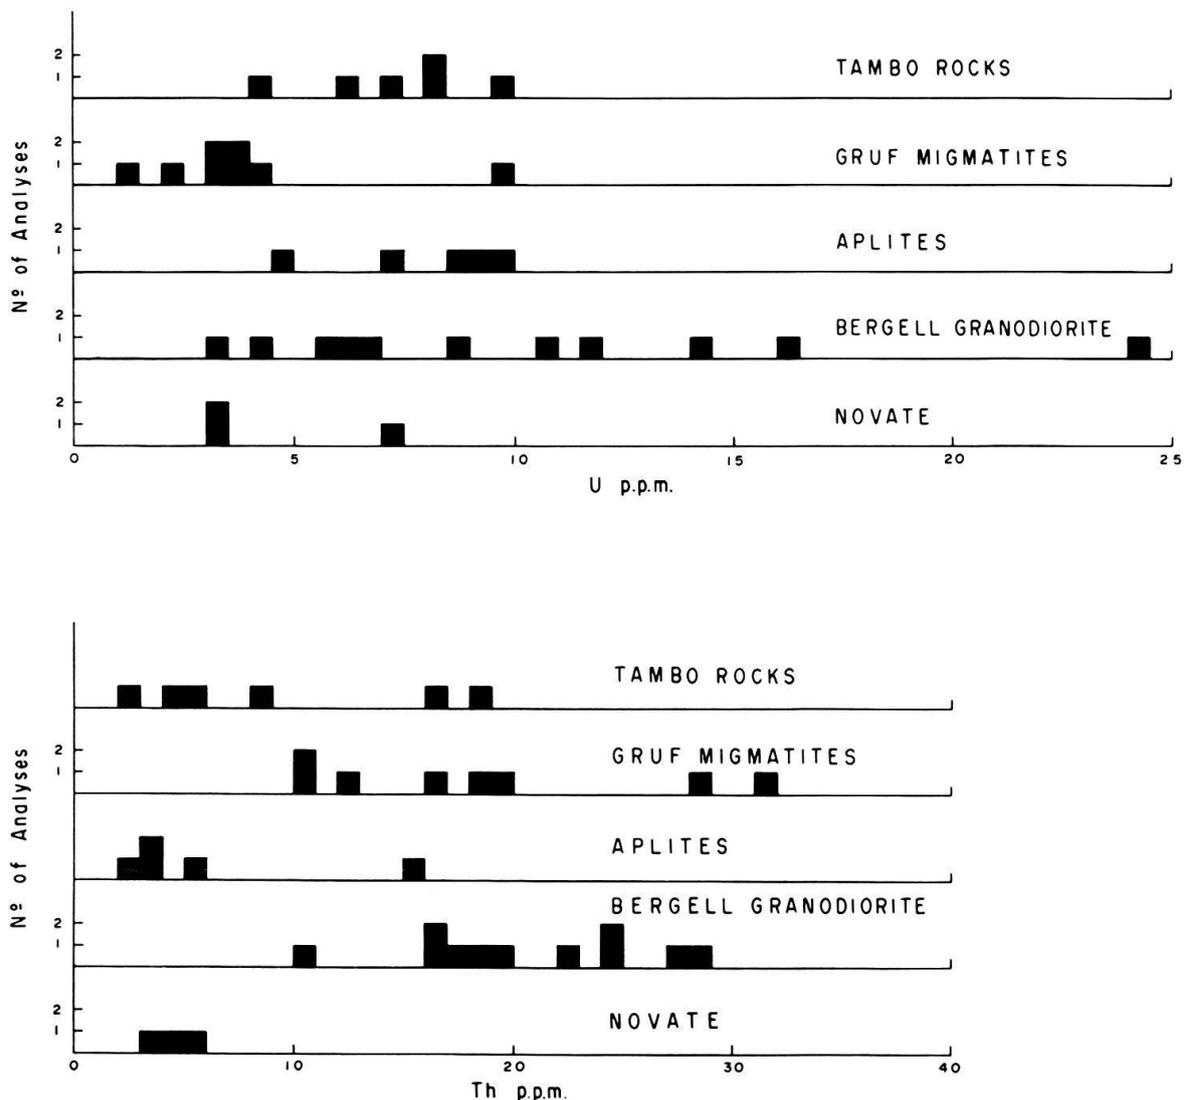 2
1
TAMBO ROCKS
2
1
GRUF MIGMATITES
2
1
APLITES
2
1
BERGELL GRANODIORITE
2
1
NOVATE
Nº of Analyses
0 5 10 15 20 25
U p.p.m.
TAMBO ROCKS
2
1
GRUF MIGMATITES
APLITES
2
1
BERGELL GRANODIORITE
2
1
NOVATE
Nº of Analyses
0 10 20 30 40
Th p.p.m.